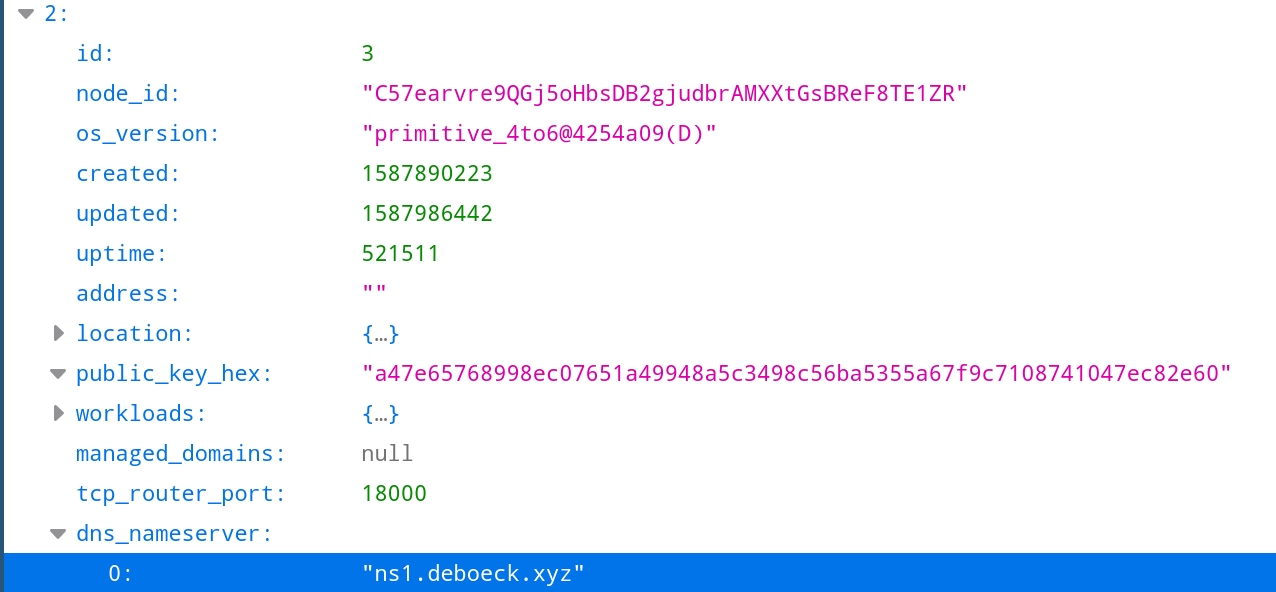 2:
id: 3
node_id: "C57earvre9QGj5oHbsDB2gjudbrAMXXtGsBReF8TE1ZR"
os_version: "primitive_4to6@4254a09(D)"
created: 1587890223
updated: 1587986442
uptime: 521511
address: ""
location: {…}
public_key_hex: "a47e65768998ec07651a49948a5c3498c56ba5355a67f9c7108741047ec82e60"
workloads: {…}
managed_domains: null
tcp_router_port: 18000
dns_nameserver:
0: "ns1.deboeck.xyz"